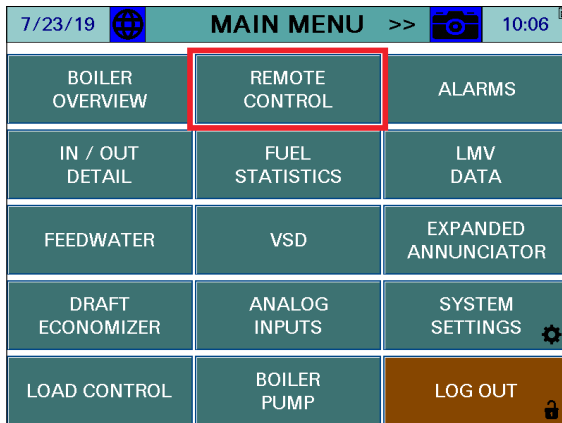 7/23/19 MAIN MENU >> 10:06
BOILER
OVERVIEW
REMOTE
CONTROL
ALARMS
IN / OUT
DETAIL
FUEL
STATISTICS
LMV
DATA
FEEDWATER
VSD
EXPANDED
ANNUNCIATOR
DRAFT
ECONOMIZER
ANALOG
INPUTS
SYSTEM
SETTINGS
LOAD CONTROL
BOILER
PUMP
LOG OUT